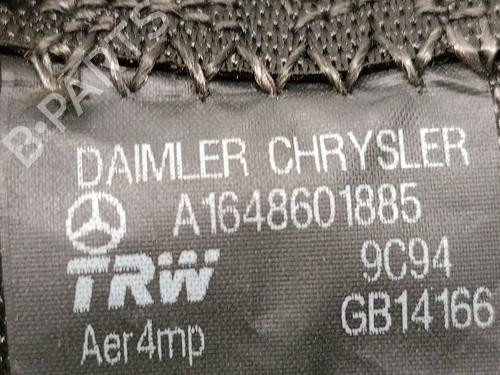 B·PARTS
DAIMLER CHRYSLER
A1648601885
TRW 9C94
Aer4mp GB14166